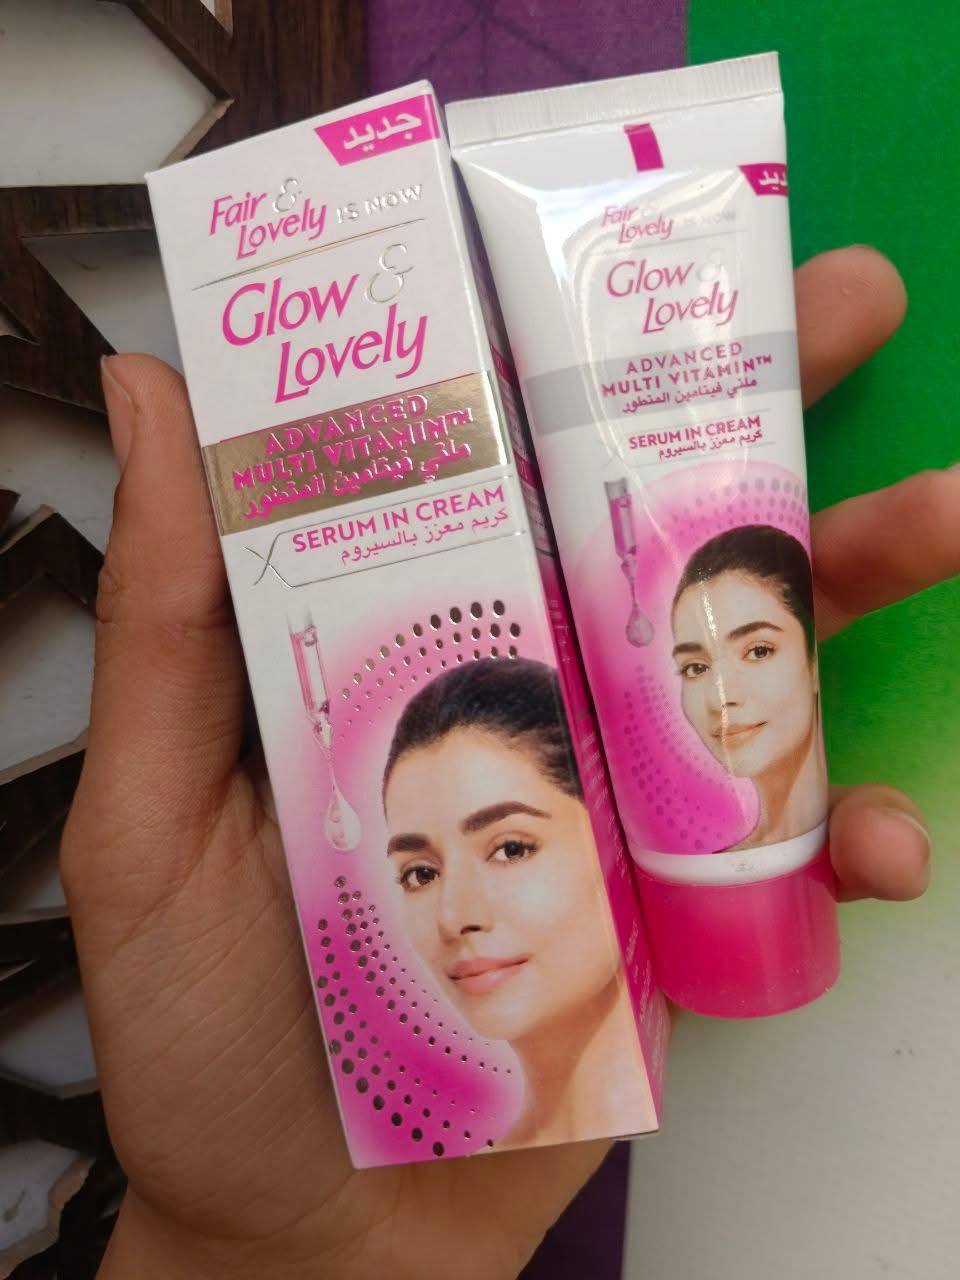 جديد
Fair &
Lovely IS NOW
Glow &
Lovely
ADVANCED
MULTI VITAMIN™
ملتي فيتامين المتطور
SERUM IN CREAM
كريم معزز بالسيروم
جديد
Fair &
Lovely IS NOW
Glow &
Lovely
ADVANCED
MULTI VITAMIN™
ملتي فيتامين المتطور
SERUM IN CREAM
كريم معزز بالسيروم